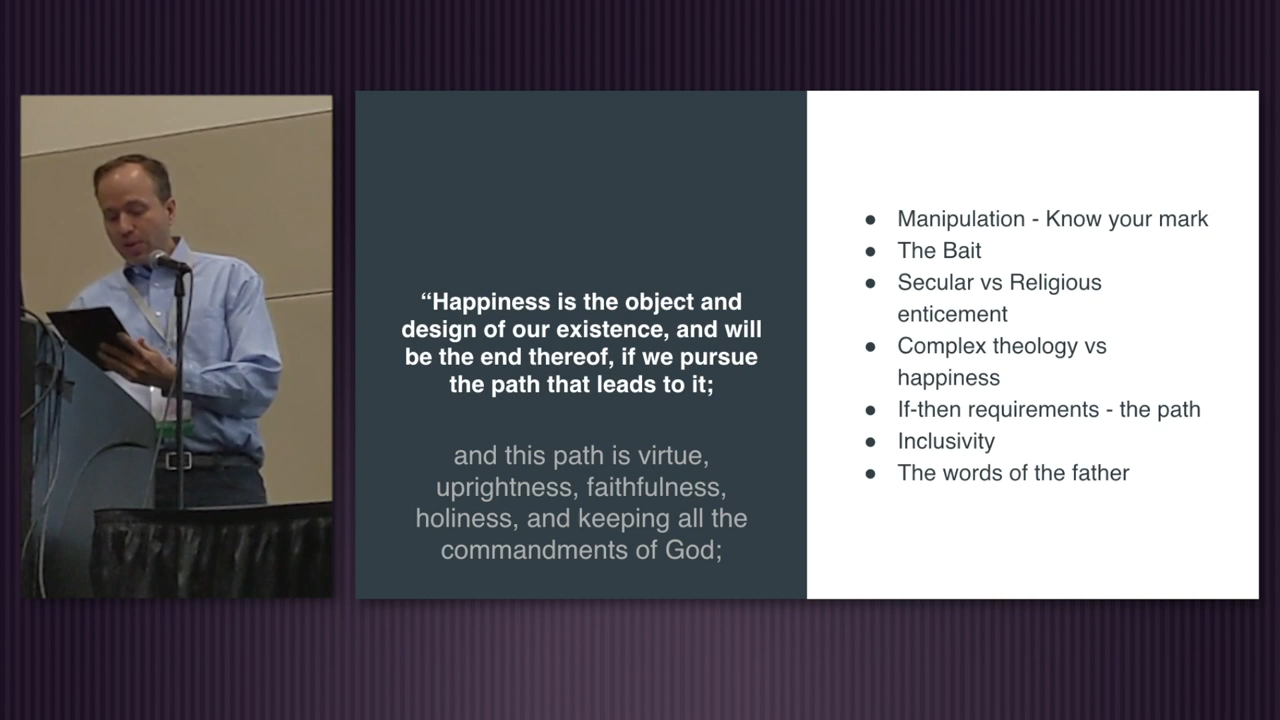 “Happiness is the object and
design of our existence, and will
be the end thereof, if we pursue
the path that leads to it;
and this path is virtue,
uprightness, faithfulness,
holiness, and keeping all the
commandments of God;
● Manipulation - Know your mark
● The Bait
● Secular vs Religious
enticement
● Complex theology vs
happiness
● If-then requirements - the path
● Inclusivity
● The words of the father